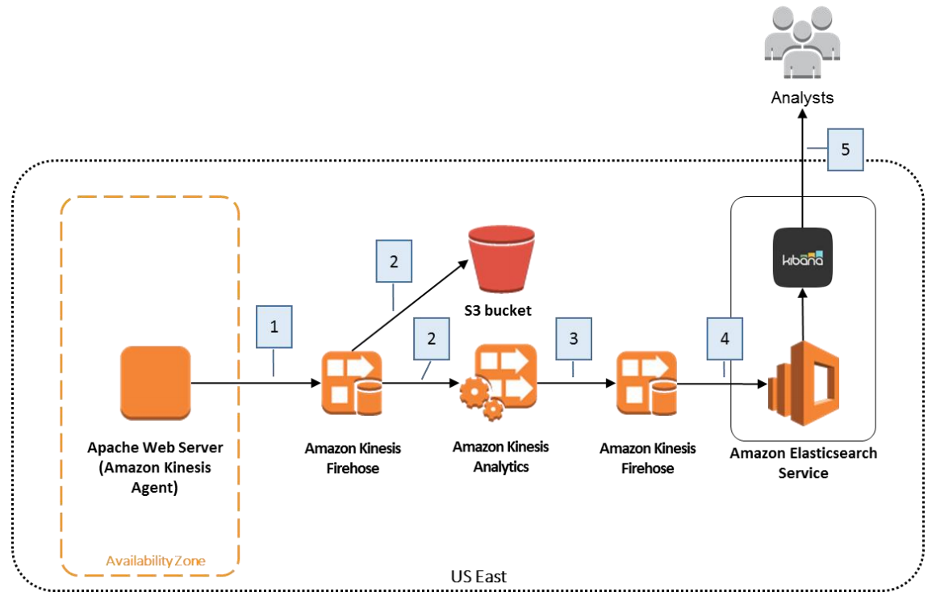 Analysts
5
kibana
2
S3 bucket
1
2
3
4
Apache Web Server
(Amazon Kinesis
Agent)
Amazon Kinesis
Firehose
Amazon Kinesis
Analytics
Amazon Kinesis
Firehose
Amazon Elasticsearch
Service
Availability Zone
US East